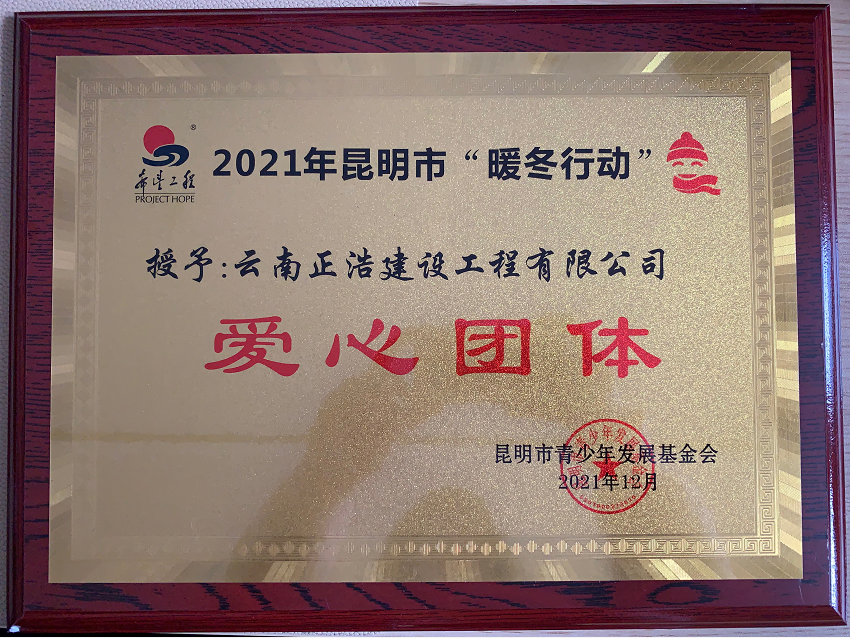 ®
希望工程
PROJECT HOPE
2021年昆明市“暖冬行动”
授予:云南正浩建设工程有限公司
爱心团体
昆明市青少年发展基金会
2021年12月